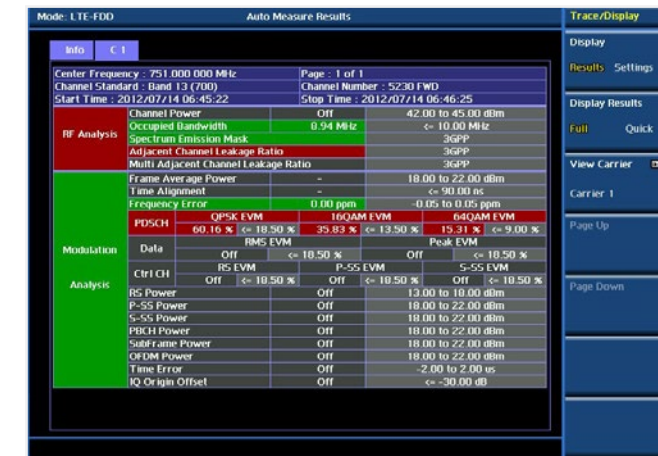 Mode: LTE-FDD Auto Measure Results Trace/Display
Info C 1
Center Frequency : 751.000 000 MHz Page : 1 of 1
Channel Standard : Band 13 (700) Channel Number : 5230 FWD
Start Time : 2012/07/14 06:45:22 Stop Time : 2012/07/14 06:46:25
RF Analysis
Channel Power Off 42.00 to 45.00 dBm
Occupied Bandwidth 8.94 MHz <= 10.00 MHz
Spectrum Emission Mask 3GPP
Adjacent Channel Leakage Ratio 3GPP
Multi Adjacent Channel Leakage Ratio 3GPP
Modulation Analysis
Frame Average Power - 18.00 to 22.00 dBm
Time Alignment - <= 90.00 ns
Frequency Error 0.00 ppm -0.05 to 0.05 ppm
PDSCH QPSK EVM 16QAM EVM 64QAM EVM
60.16 % <= 18.50 % 35.83 % <= 13.50 % 15.31 % <= 9.00 %
Data RMS EVM Peak EVM
Off <= 18.50 % Off <= 18.50 %
Ctrl CH RS EVM P-SS EVM S-SS EVM
Off <= 18.50 % Off <= 18.50 % Off <= 18.50 %
RS Power Off 13.00 to 18.00 dBm
P-SS Power Off 18.00 to 22.00 dBm
S-SS Power Off 18.00 to 22.00 dBm
PBCH Power Off 18.00 to 22.00 dBm
SubFrame Power Off 18.00 to 22.00 dBm
OFDM Power Off 18.00 to 22.00 dBm
Time Error Off -2.00 to 2.00 us
IQ Origin Offset Off <= -30.00 dB
Display
Results Settings
Display Results
Full Quick
View Carrier
Carrier 1
Page Up
Page Down